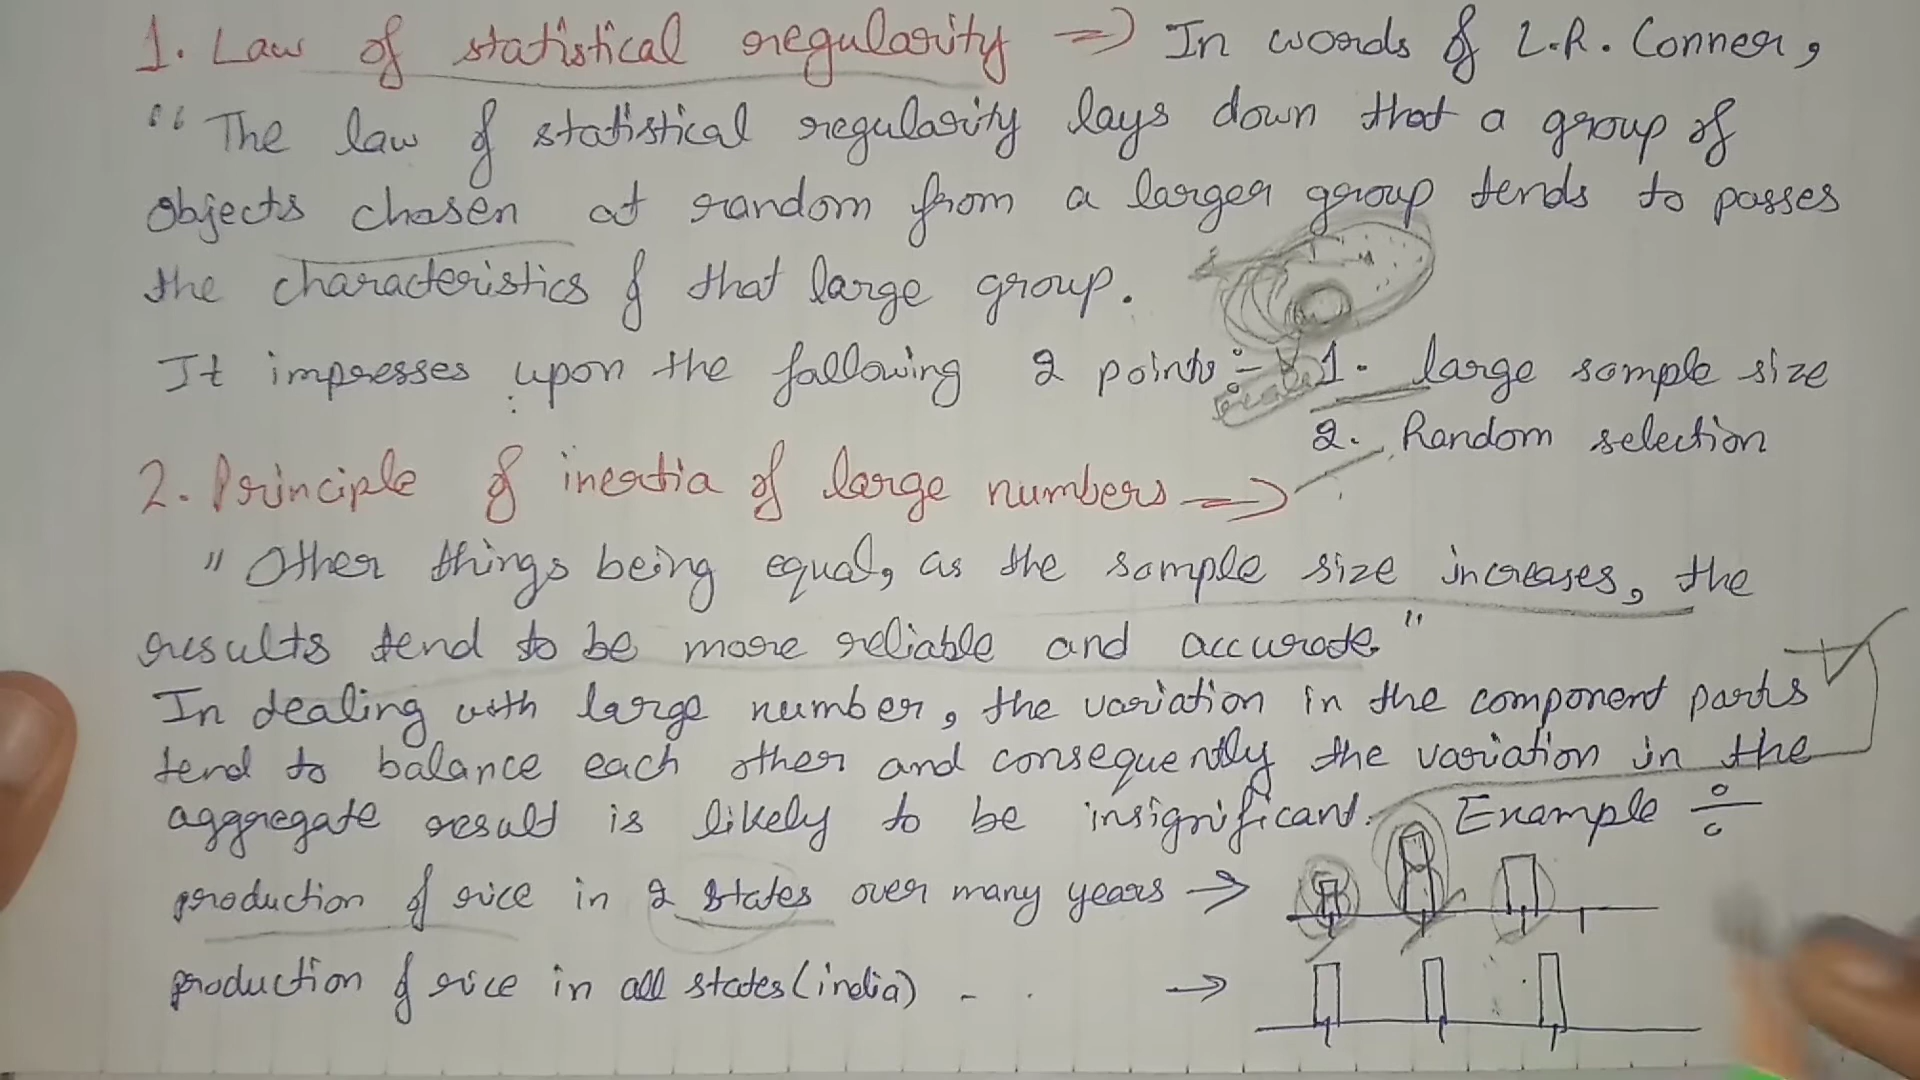 1. Law of statistical regularity ⇒ In words of L.R. Conner,
"The law of statistical regularity lays down that a group of
objects chosen at random from a larger group tends to posses
the characteristics of that large group.
It impresses upon the following 2 points :- 1. large sample size
2. Random selection
2. Principle of inertia of large numbers ⇒
"Other things being equal, as the sample size increases, the
results tend to be more reliable and accurate."
In dealing with large number, the variation in the component parts
tend to balance each other and consequently the variation in the
aggregate result is likely to be insignificant. Example ÷
production of rice in 2 states over many years →
production of rice in all states (india) - . →